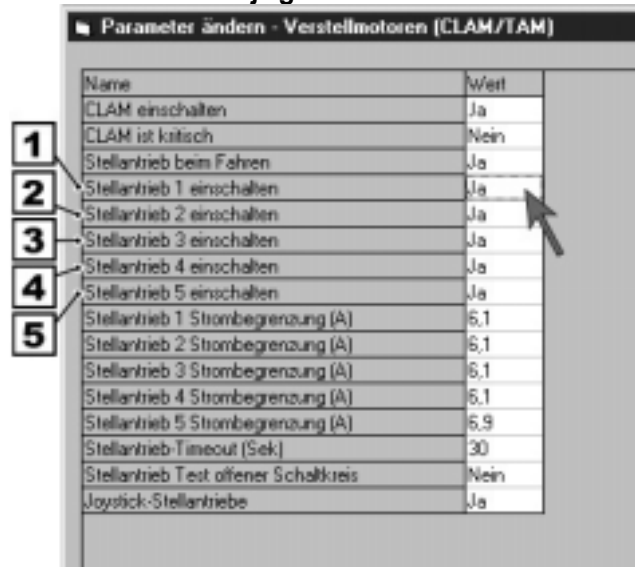 Parameter ändern - Verstellmotoren (CLAM/TAM)
Name Wert
CLAM einschalten Ja
CLAM ist kritisch Nein
Stellantrieb beim Fahren Ja
1 Stellantrieb 1 einschalten Ja
2 Stellantrieb 2 einschalten Ja
3 Stellantrieb 3 einschalten Ja
4 Stellantrieb 4 einschalten Ja
5 Stellantrieb 5 einschalten Ja
Stellantrieb 1 Strombegrenzung (A) 6,1
Stellantrieb 2 Strombegrenzung (A) 6,1
Stellantrieb 3 Strombegrenzung (A) 6,1
Stellantrieb 4 Strombegrenzung (A) 6,1
Stellantrieb 5 Strombegrenzung (A) 6,9
Stellantrieb-Timeout (Sek) 30
Stellantrieb Test offener Schaltkreis Nein
Joystick-Stellantriebe Ja